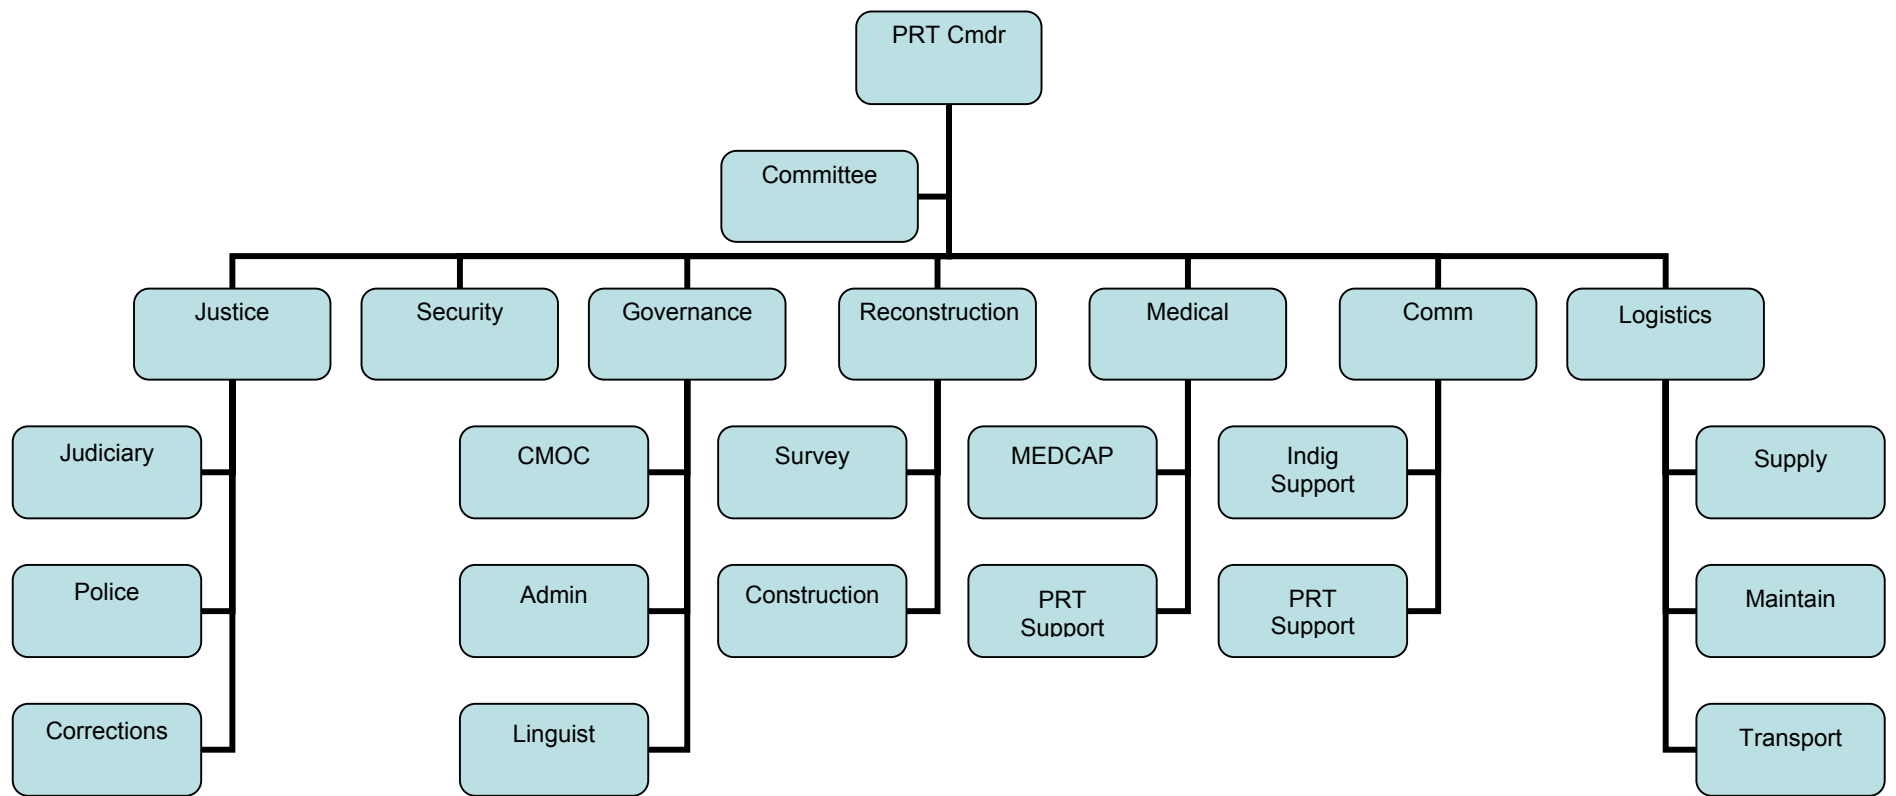 PRT Cmdr
Committee
Justice
Security
Governance
Reconstruction
Medical
Comm
Logistics
Judiciary
CMOC
Survey
MEDCAP
Indig
Support
Supply
Police
Admin
Construction
PRT
Support
PRT
Support
Maintain
Corrections
Linguist
Transport